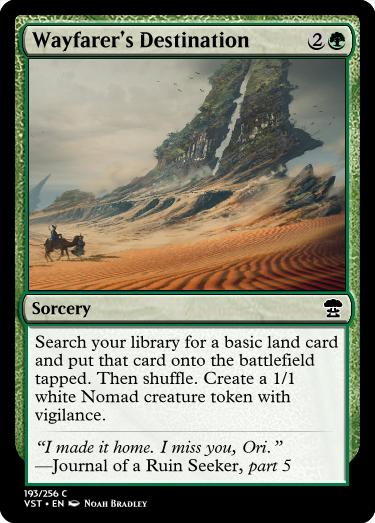 Wayfarer's Destination 2
Sorcery
Search your library for a basic land card
and put that card onto the battlefield
tapped. Then shuffle. Create a 1/1
white Nomad creature token with
vigilance.
“I made it home. I miss you, Ori.”
—Journal of a Ruin Seeker, part 5
193/256 C
VST • EN Noah Bradley